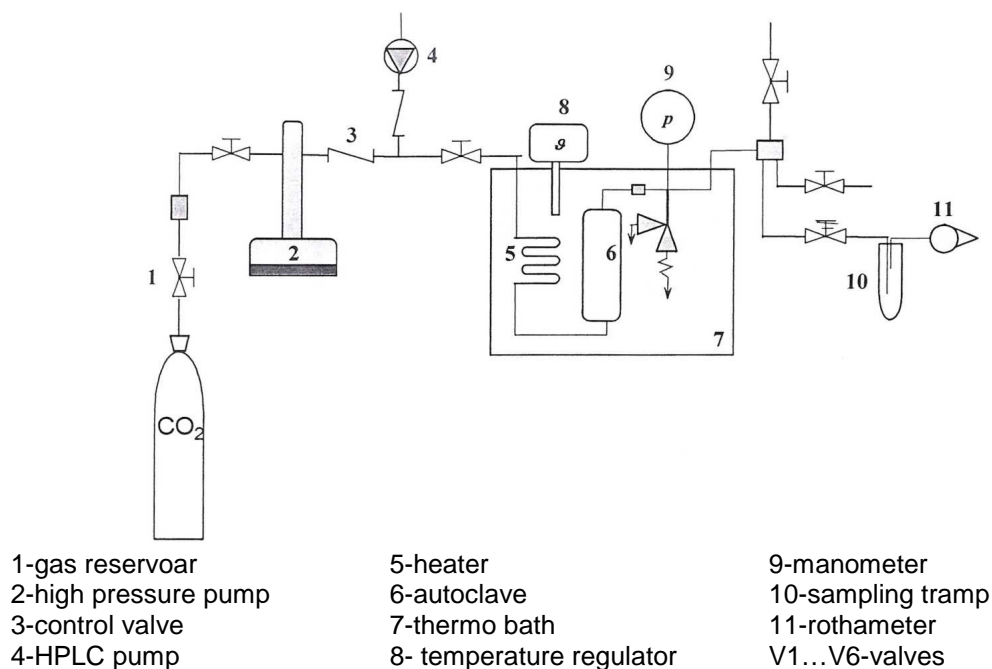 4
9
p
8
ϑ
3
11
1
2
5
6
10
7
CO2
1-gas reservoar
2-high pressure pump
3-control valve
4-HPLC pump
5-heater
6-autoclave
7-thermo bath
8- temperature regulator
9-manometer
10-sampling tramp
11-rothameter
V1…V6-valves